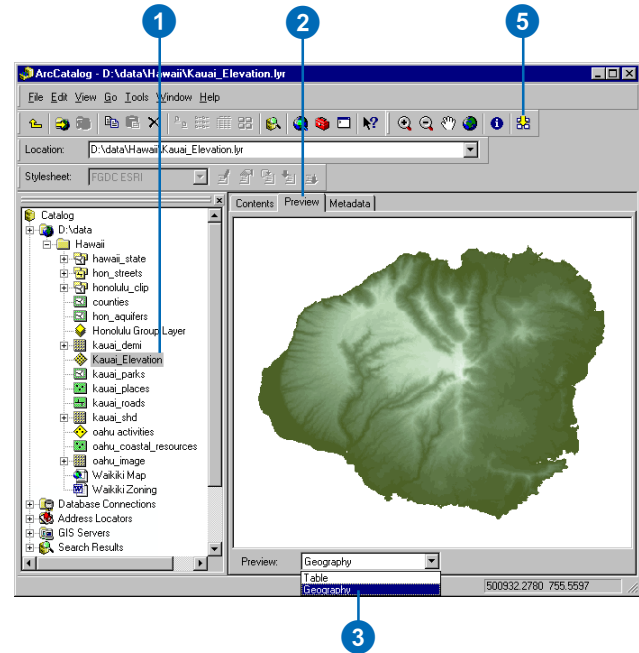 1
2
5
ArcCatalog - D:\data\Hawaii\Kauai_Elevation.lyr
File Edit View Go Tools Window Help
Location: D:\data\Hawaii\Kauai_Elevation.lyr
Stylesheet: FGDC ESRI
Contents Preview Metadata
Catalog
D:\data
Hawaii
hawaii_state
hon_streets
honolulu_clip
counties
hon_aquifers
Honolulu Group Layer
kauai_demi
Kauai_Elevation
kauai_parks
kauai_places
kauai_roads
kauai_shd
oahu activities
oahu_coastal_resources
oahu_image
Waikiki Map
Waikiki Zoning
Database Connections
Address Locators
GIS Servers
Search Results
Preview: Geography
Table
Geography
500932.2780 755.5597
3